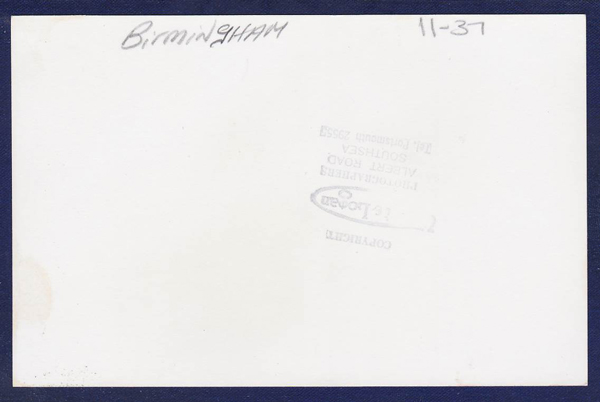 BirminGHAM 11-37
COPYRIGHT
PHOTOGRAPHERS
ALBERT ROAD
SOUTHSEA
Tel. Portsmouth